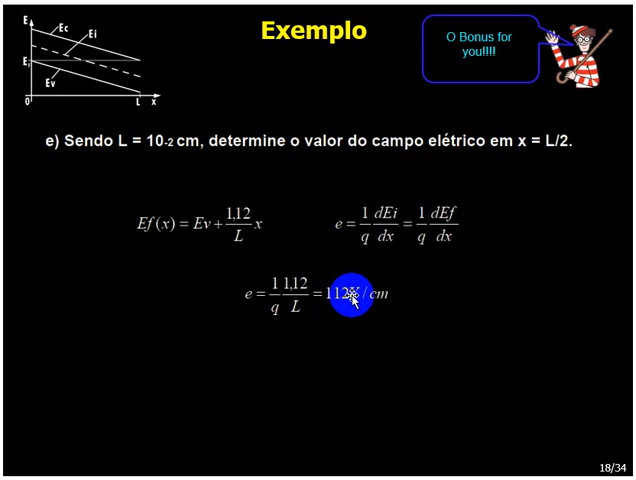 Exemplo
O Bonus for
you!!!!
E
Ec
Ei
Ef
Ev
0
L
x
e) Sendo L = 10-2 cm, determine o valor do campo elétrico em x = L/2.
Ef(x) = Ev + 1,12/L x
e = 1/q dEi/dx = 1/q dEf/dx
e = 1/q 1,12/L = 112V/cm
18/34